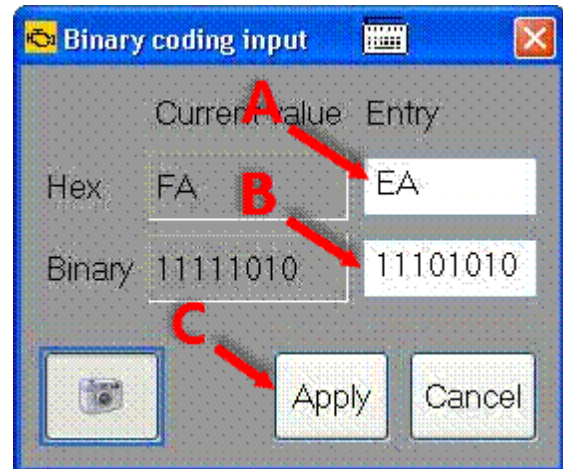 Binary coding input
A
Current value Entry
Hex FA EA
B
Binary 11111010 11101010
C
Apply Cancel